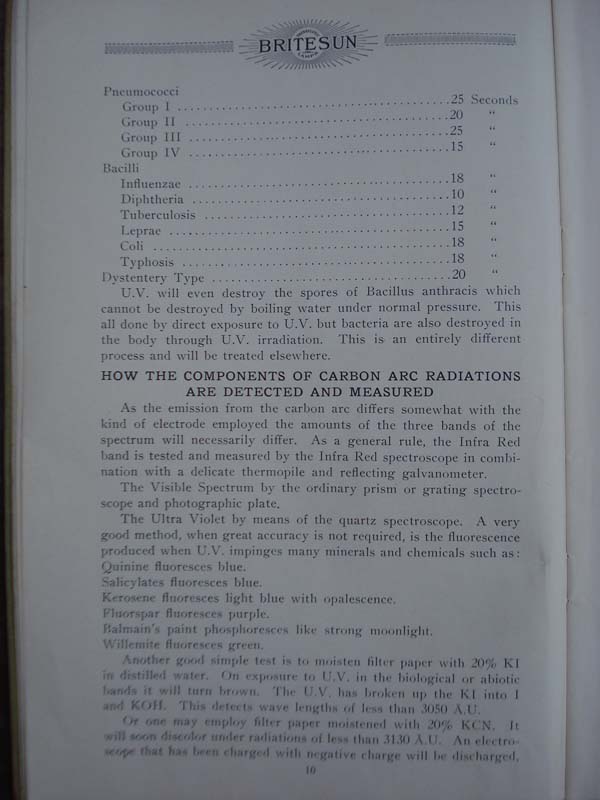 BRITESUN
Pneumococci
Group I ........................................ 25 Seconds
Group II ........................................ 20 "
Group III ........................................ 25 "
Group IV ........................................ 15 "
Bacilli
Influenzae ........................................ 18 "
Diphtheria ........................................ 10 "
Tuberculosis ........................................ 12 "
Leprae ........................................ 15 "
Coli ........................................ 18 "
Typhosis ........................................ 18 "
Dystentery Type ........................................ 20 "
U.V. will even destroy the spores of Bacillus anthracis which
cannot be destroyed by boiling water under normal pressure. This
all done by direct exposure to U.V. but bacteria are also destroyed in
the body through U.V. irradiation. This is an entirely different
process and will be treated elsewhere.
HOW THE COMPONENTS OF CARBON ARC RADIATIONS
ARE DETECTED AND MEASURED
As the emission from the carbon arc differs somewhat with the
kind of electrode employed the amounts of the three bands of the
spectrum will necessarily differ. As a general rule, the Infra Red
band is tested and measured by the Infra Red spectroscope in combi-
nation with a delicate thermopile and reflecting galvanometer.
The Visible Spectrum by the ordinary prism or grating spectro-
scope and photographic plate.
The Ultra Violet by means of the quartz spectroscope. A very
good method, when great accuracy is not required, is the fluorescence
produced when U.V. impinges many minerals and chemicals such as:
Quinine fluoresces blue.
Salicylates fluoresces blue.
Kerosene fluoresces light blue with opalescence.
Fluorspar fluoresces purple.
Balmain's paint phosphoresces like strong moonlight.
Willemite fluoresces green.
Another good simple test is to moisten filter paper with 20% KI
in distilled water. On exposure to U.V. in the biological or abiotic
bands it will turn brown. The U.V. has broken up the KI into I
and KOH. This detects wave lengths of less than 3050 A.U.
Or one may employ filter paper moistened with 20% KCN. It
will soon discolor under radiations of less than 3130 A.U. An electro-
scope that has been charged with negative charge will be discharged,
10